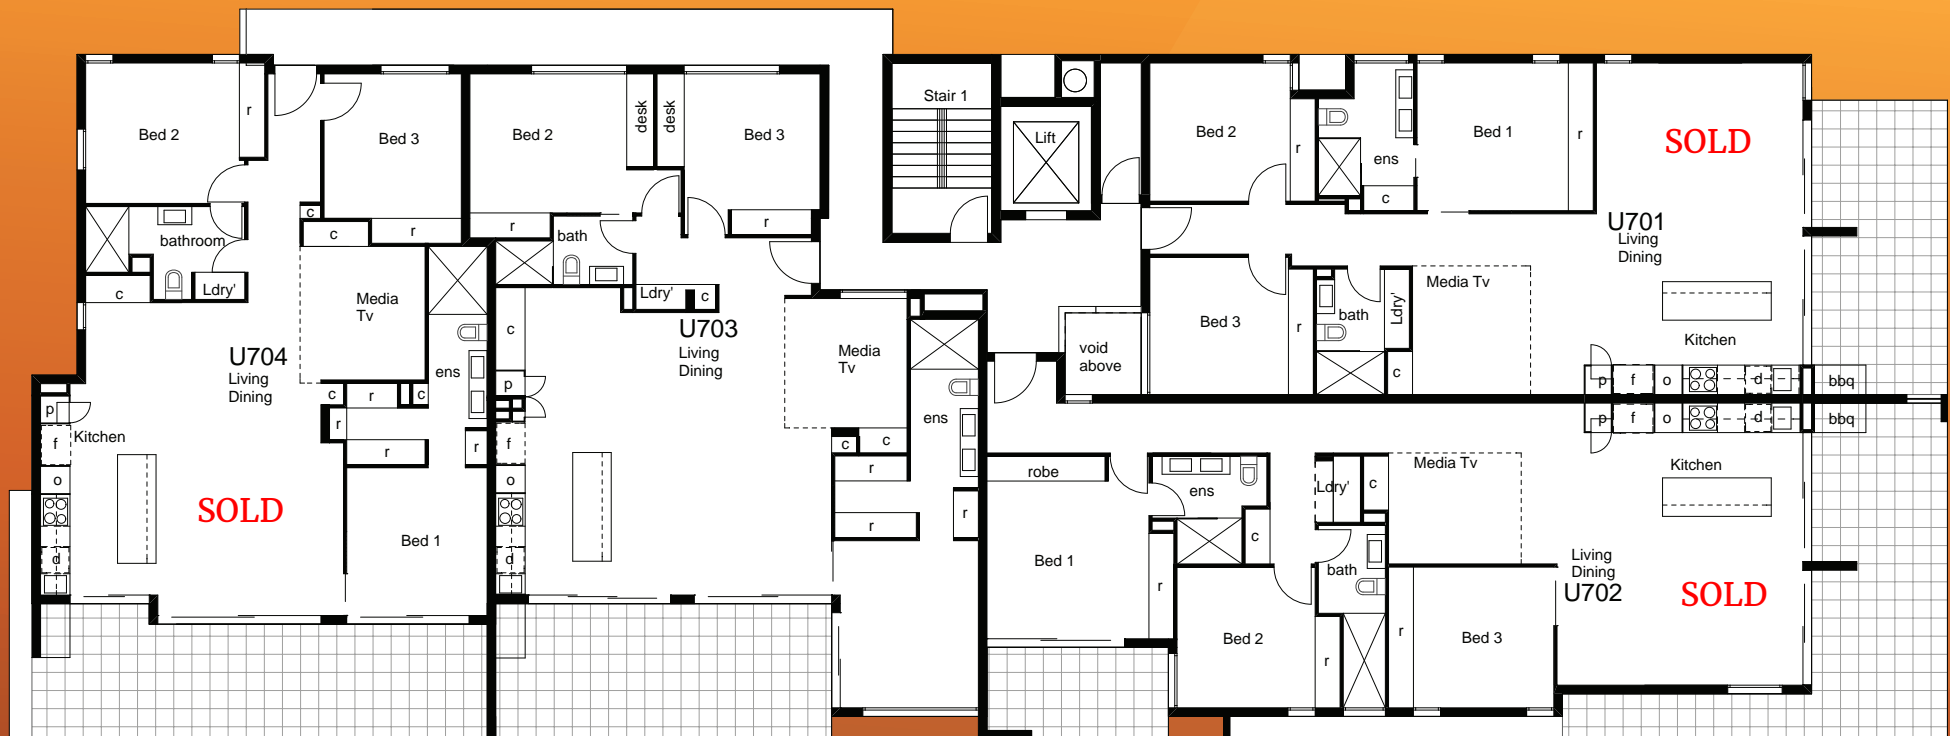 Bed 2
r
Bed 3
c
c
r
bathroom
Ldry'
c
Media
Tv
U704
Living
Dining
ens
c
r
c
r
r
r
p
Kitchen
f
o
d
SOLD
Bed 1
Bed 2
desk
desk
Bed 3
r
r
bath
Ldry'
c
c
U703
Living
Dining
Media
Tv
p
f
o
d
ens
c
c
r
r
r
Stair 1
Lift
void
above
Bed 2
r
ens
c
Bed 1
r
SOLD
U701
Living
Dining
Bed 3
r
bath
Ldry'
c
Media Tv
Kitchen
p
f
o
d
bbq
p
f
o
d
bbq
robe
Bed 1
r
ens
c
Ldry'
c
bath
Media Tv
Kitchen
Living
Dining
U702
SOLD
Bed 2
r
r
Bed 3